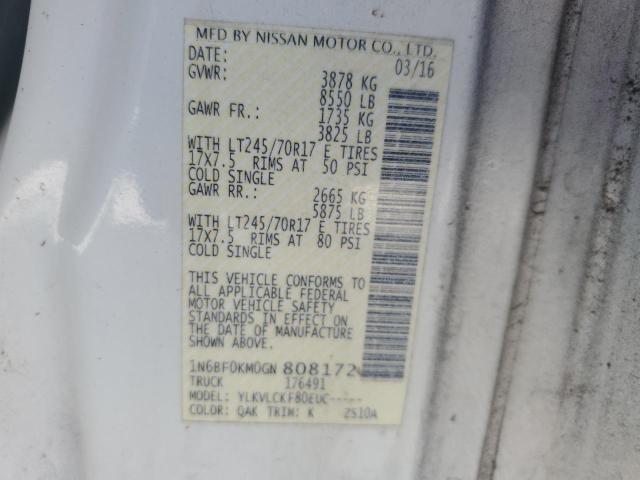 MFD BY NISSAN MOTOR CO., LTD.
DATE: 03/16
GVWR: 3878 KG
8550 LB
GAWR FR.: 1735 KG
3825 LB
WITH LT245/70R17 E TIRES
17X7.5 RIMS AT 50 PSI
COLD SINGLE
GAWR RR.: 2665 KG
5875 LB
WITH LT245/70R17 E TIRES
17X7.5 RIMS AT 80 PSI
COLD SINGLE
THIS VEHICLE CONFORMS TO
ALL APPLICABLE FEDERAL
MOTOR VEHICLE SAFETY
STANDARDS IN EFFECT ON
THE DATE OF MANUFACTURE
SHOWN ABOVE.
1N6BF0KM0GN 808172
TRUCK 176491
MODEL: YLKVLCKF80EUC-----
COLOR: QAK TRIM: K 2S10A